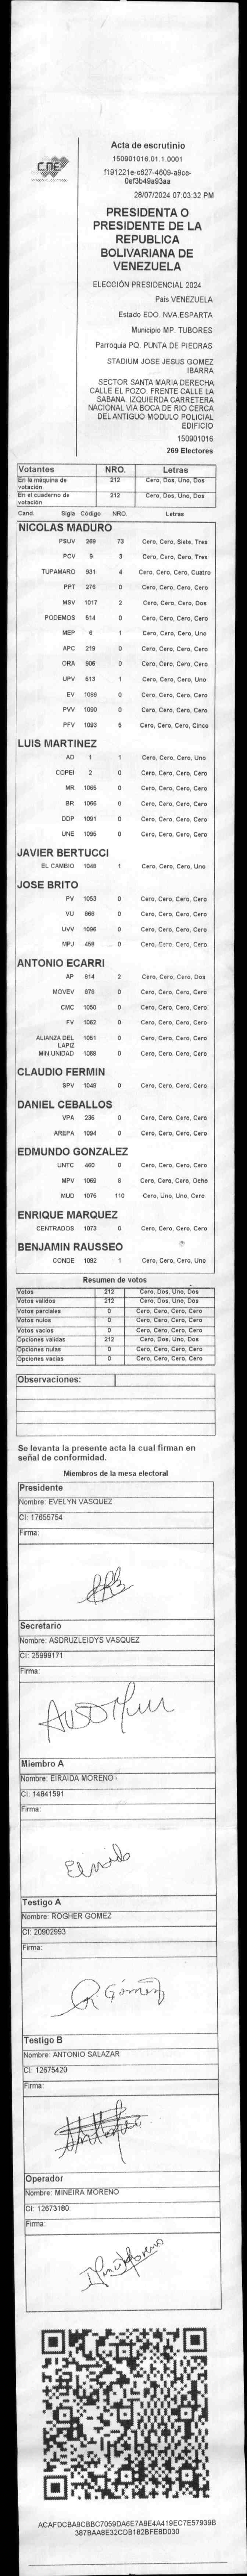 Acta de escrutinio
150901016.01.1.0001
f191221e-c627-4609-a9ce-
0ef3b49a93aa
28/07/2024 07:03:32 PM
CNE
PRESIDENTA O
PRESIDENTE DE LA
REPUBLICA
BOLIVARIANA DE
VENEZUELA
ELECCIÓN PRESIDENCIAL 2024
País VENEZUELA
Estado EDO. NVA.ESPARTA
Municipio MP. TUBORES
Parroquia PQ. PUNTA DE PIEDRAS
STADIUM JOSE JESUS GOMEZ
IBARRA
SECTOR SANTA MARIA DERECHA
CALLE EL POZO. FRENTE CALLE LA
SABANA. IZQUIERDA CARRETERA
NACIONAL VIA BOCA DE RIO CERCA
DEL ANTIGUO MODULO POLICIAL
EDIFICIO
150901016
269 Electores
Votantes NRO. Letras
En la máquina de votación 212 Cero, Dos, Uno, Dos
En el cuaderno de votación 212 Cero, Dos, Uno, Dos
Cand. Sigla Código NRO. Letras
NICOLAS MADURO
PSUV 269 73 Cero, Cero, Siete, Tres
PCV 9 3 Cero, Cero, Cero, Tres
TUPAMARO 931 4 Cero, Cero, Cero, Cuatro
PPT 276 0 Cero, Cero, Cero, Cero
MSV 1017 2 Cero, Cero, Cero, Dos
PODEMOS 514 0 Cero, Cero, Cero, Cero
MEP 6 1 Cero, Cero, Cero, Uno
APC 219 0 Cero, Cero, Cero, Cero
ORA 906 0 Cero, Cero, Cero, Cero
UPV 513 1 Cero, Cero, Cero, Uno
EV 1089 0 Cero, Cero, Cero, Cero
PVV 1090 0 Cero, Cero, Cero, Cero
PFV 1093 5 Cero, Cero, Cero, Cinco
LUIS MARTINEZ
AD 1 1 Cero, Cero, Cero, Uno
COPEI 2 0 Cero, Cero, Cero, Cero
MR 1065 0 Cero, Cero, Cero, Cero
BR 1066 0 Cero, Cero, Cero, Cero
DDP 1091 0 Cero, Cero, Cero, Cero
UNE 1095 0 Cero, Cero, Cero, Cero
JAVIER BERTUCCI
EL CAMBIO 1048 1 Cero, Cero, Cero, Uno
JOSE BRITO
PV 1053 0 Cero, Cero, Cero, Cero
VU 868 0 Cero, Cero, Cero, Cero
UVV 1096 0 Cero, Cero, Cero, Cero
MPJ 458 0 Cero, Cero, Cero, Cero
ANTONIO ECARRI
AP 814 2 Cero, Cero, Cero, Dos
MOVEV 878 0 Cero, Cero, Cero, Cero
CMC 1050 0 Cero, Cero, Cero, Cero
FV 1062 0 Cero, Cero, Cero, Cero
ALIANZA DEL LAPIZ 1081 0 Cero, Cero, Cero, Cero
MIN UNIDAD 1088 0 Cero, Cero, Cero, Cero
CLAUDIO FERMIN
SPV 1049 0 Cero, Cero, Cero, Cero
DANIEL CEBALLOS
VPA 236 0 Cero, Cero, Cero, Cero
AREPA 1094 0 Cero, Cero, Cero, Cero
EDMUNDO GONZALEZ
UNTC 460 0 Cero, Cero, Cero, Cero
MPV 1069 8 Cero, Cero, Cero, Ocho
MUD 1075 110 Cero, Uno, Uno, Cero
ENRIQUE MARQUEZ
CENTRADOS 1073 0 Cero, Cero, Cero, Cero
BENJAMIN RAUSSEO
CONDE 1092 1 Cero, Cero, Cero, Uno
Resumen de votos
Votos 212 Cero, Dos, Uno, Dos
Votos validos 212 Cero, Dos, Uno, Dos
Votos parciales 0 Cero, Cero, Cero, Cero
Votos nulos 0 Cero, Cero, Cero, Cero
Votos vacios 0 Cero, Cero, Cero, Cero
Opciones validas 212 Cero, Dos, Uno, Dos
Opciones nulas 0 Cero, Cero, Cero, Cero
Opciones vacias 0 Cero, Cero, Cero, Cero
Observaciones:
Se levanta la presente acta la cual firman en
señal de conformidad.
Miembros de la mesa electoral
Presidente
Nombre: EVELYN VASQUEZ
CI: 17655754
Firma:
Secretario
Nombre: ASDRUZLEIDYS VASQUEZ
CI: 25999171
Firma:
Miembro A
Nombre: EIRAIDA MORENO
CI: 14841591
Firma:
Testigo A
Nombre: ROGHER GOMEZ
CI: 20902993
Firma:
R Gómez
Testigo B
Nombre: ANTONIO SALAZAR
CI: 12675420
Firma:
Operador
Nombre: MINEIRA MORENO
CI: 12673180
Firma:
ACAFDCBA9CBBC7059DA6E7A8E4A419EC7E57939B
387BAA8E32CDB182BFE8D030